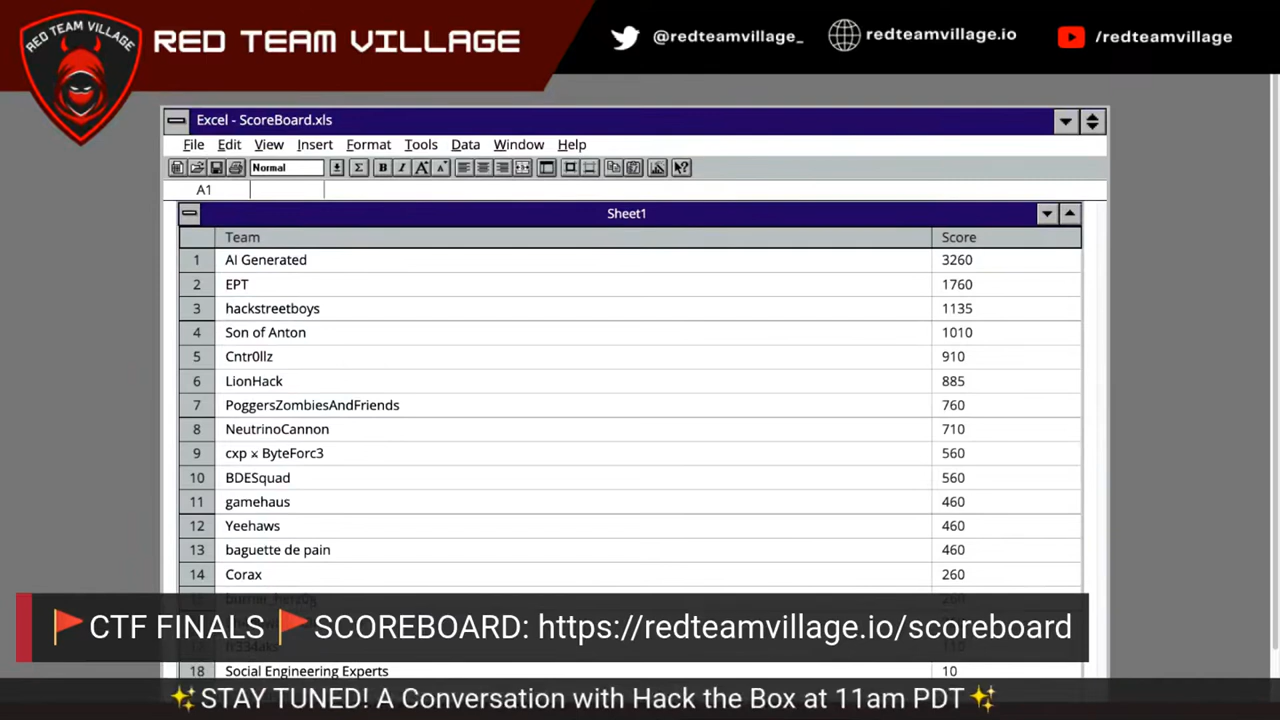 RED TEAM VILLAGE
RED TEAM VILLAGE
@redteamvillage_
redteamvillage.io
/redteamvillage
Excel - ScoreBoard.xls
File Edit View Insert Format Tools Data Window Help
Normal Σ B I A A
A1
Sheet1
Team Score
1 AI Generated 3260
2 EPT 1760
3 hackstreetboys 1135
4 Son of Anton 1010
5 Cntr0llz 910
6 LionHack 885
7 PoggersZombiesAndFriends 760
8 NeutrinoCannon 710
9 cxp ⚔ ByteForc3 560
10 BDESquad 560
11 gamehaus 460
12 Yeehaws 460
13 baguette de pain 460
14 Corax 260
🚩CTF FINALS 🚩SCOREBOARD: https://redteamvillage.io/scoreboard
18 Social Engineering Experts 10
✨STAY TUNED! A Conversation with Hack the Box at 11am PDT✨